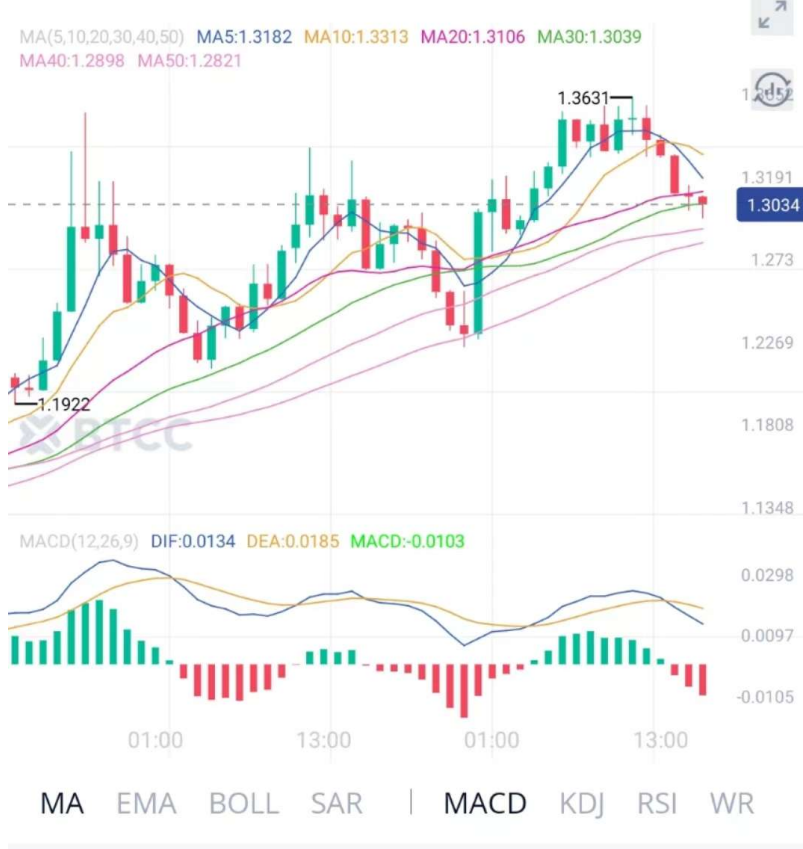 MA(5,10,20,30,40,50) MA5:1.3182 MA10:1.3313 MA20:1.3106 MA30:1.3039
MA40:1.2898 MA50:1.2821
1.3631
1.3652
1.3191
1.3034
1.273
1.2269
1.1922
BTCC
1.1808
1.1348
MACD(12,26,9) DIF:0.0134 DEA:0.0185 MACD:-0.0103
0.0298
0.0097
-0.0105
01:00 13:00 01:00 13:00
MA EMA BOLL SAR | MACD KDJ RSI WR